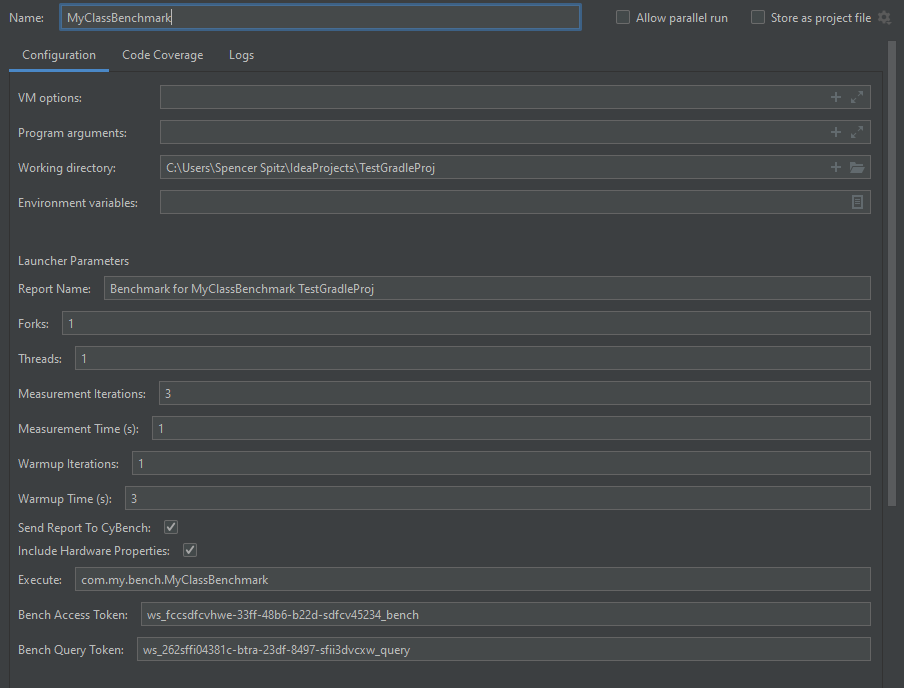 Name: MyClassBenchmark Allow parallel run Store as project file
Configuration Code Coverage Logs
VM options:
Program arguments:
Working directory: C:\Users\Spencer Spitz\IdeaProjects\TestGradleProj
Environment variables:
Launcher Parameters
Report Name: Benchmark for MyClassBenchmark TestGradleProj
Forks: 1
Threads: 1
Measurement Iterations: 3
Measurement Time (s): 1
Warmup Iterations: 1
Warmup Time (s): 3
Send Report To CyBench:
Include Hardware Properties:
Execute: com.my.bench.MyClassBenchmark
Bench Access Token: ws_fccsdfcvhwe-33ff-48b6-b22d-sdfcv45234_bench
Bench Query Token: ws_262sffi04381c-btra-23df-8497-sfii3dvcxw_query